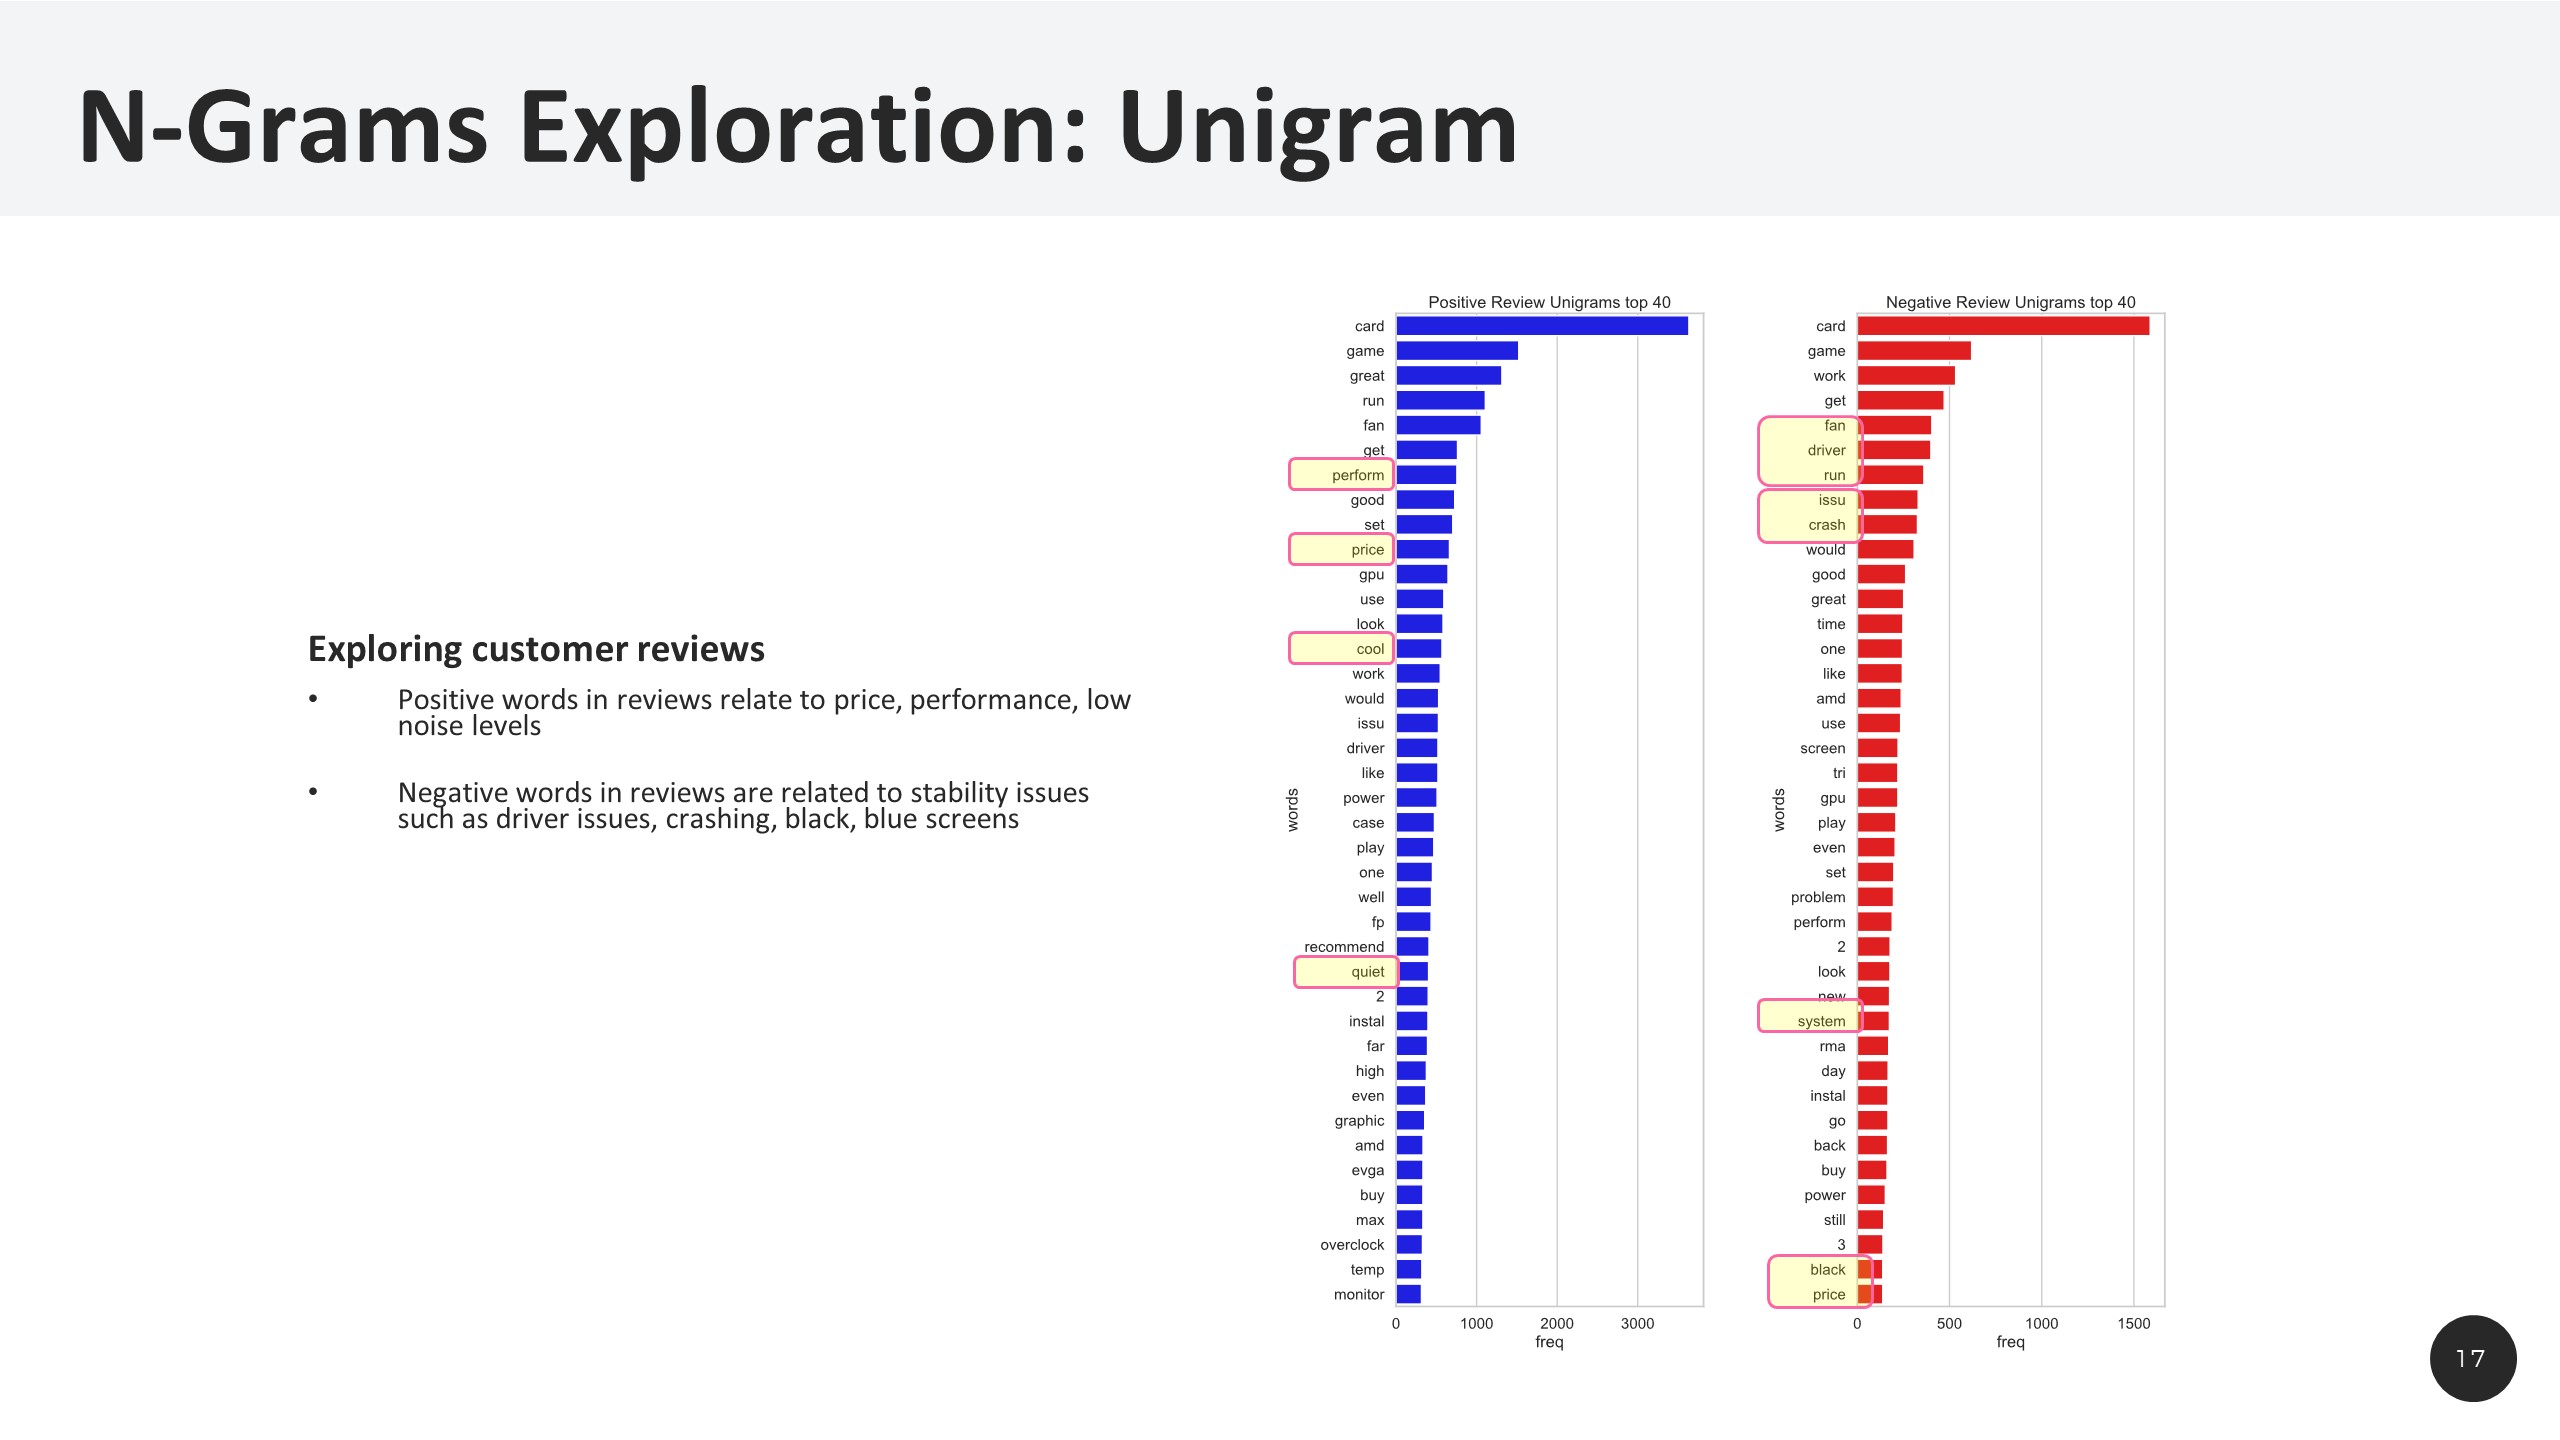 N-Grams Exploration: Unigram
Exploring customer reviews
• Positive words in reviews relate to price, performance, low
noise levels
• Negative words in reviews are related to stability issues
such as driver issues, crashing, black, blue screens
Positive Review Unigrams top 40
words
card
game
great
run
fan
get
perform
good
set
price
gpu
use
look
cool
work
would
issu
driver
like
power
case
play
one
well
fp
recommend
quiet
2
instal
far
high
even
graphic
amd
evga
buy
max
overclock
temp
monitor
0 1000 2000 3000
freq
Negative Review Unigrams top 40
words
card
game
work
get
fan
driver
run
issu
crash
would
good
great
time
one
like
amd
use
screen
tri
gpu
play
even
set
problem
perform
2
look
new
system
rma
day
instal
go
back
buy
power
still
3
black
price
0 500 1000 1500
freq
17